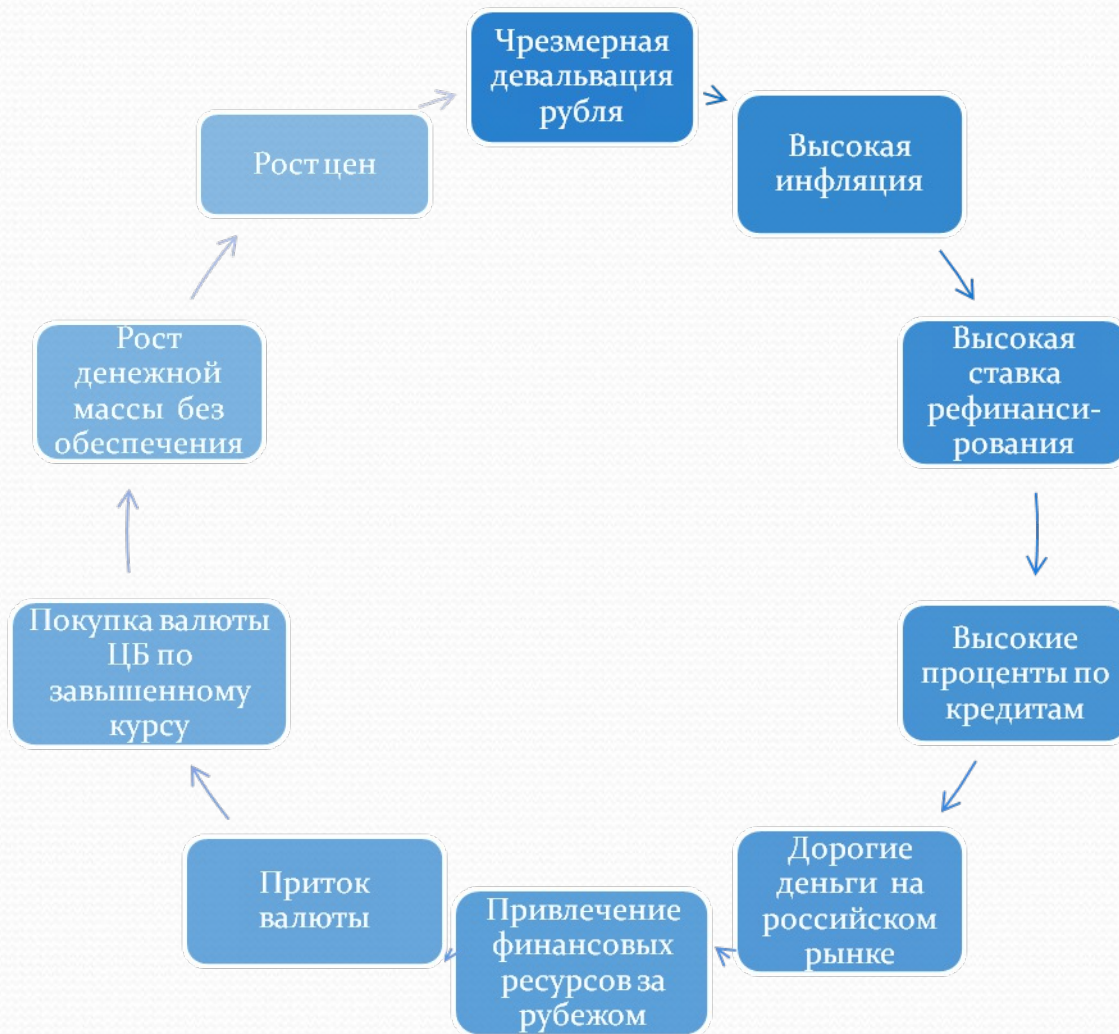 Чрезмерная
девальвация
рубля
Высокая
инфляция
Высокая
ставка
рефинанси-
рования
Высокие
проценты по
кредитам
Дорогие
деньги на
российском
рынке
Привлечение
финансовых
ресурсов за
рубежом
Приток
валюты
Покупка валюты
ЦБ по
завышенному
курсу
Рост
денежной
массы без
обеспечения
Рост цен